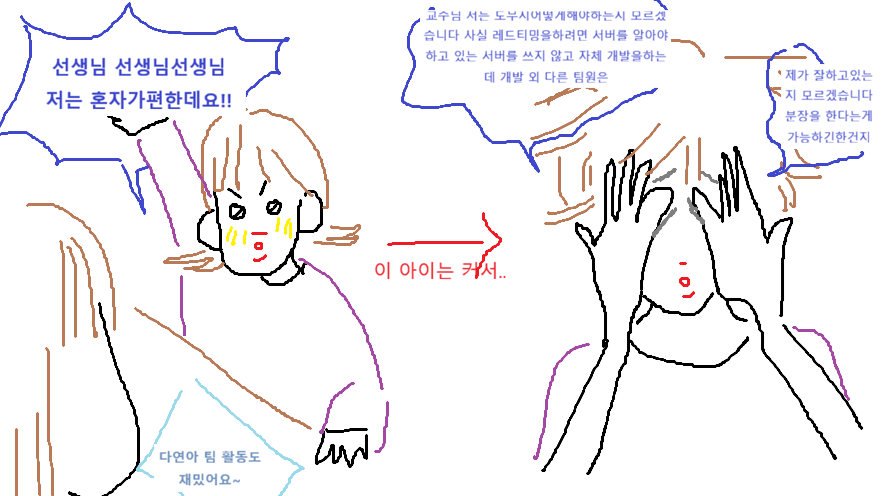 선생님 선생님선생님
저는 혼자가편한데요!!
다연아 팀 활동도
재밌어요~
이 아이는 커서..
교수님 저는 도무지어떻게해야하는지 모르겠
습니다 사실 레드티밍을하려면 서버를 알아야
하고 있는 서버를 쓰지 않고 자체 개발을하는
데 개발 외 다른 팀원은
제가 잘하고있는
지 모르겠습니다
분장을 한다는게
가능하긴한건지